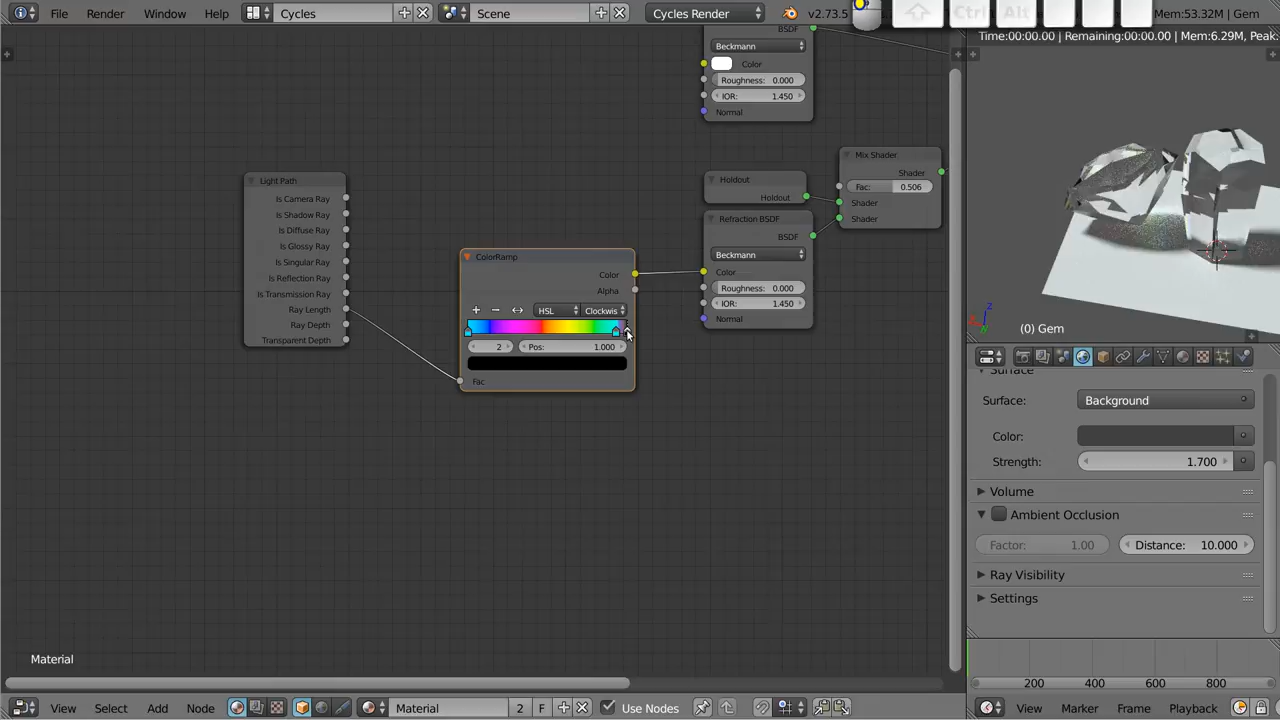 File Render Window Help Cycles Scene Cycles Render v2.73.5 Ctrl Alt Mem:53.32M | Gem
Time:00:00.00 | Remaining:00:00.00 | Mem:6.29M, Peak:
BSDF
Beckmann
Color
Roughness: 0.000
IOR: 1.450
Normal
Mix Shader
Shader
Fac: 0.506
Shader
Shader
Holdout
Holdout
Refraction BSDF
BSDF
Beckmann
Color
Roughness: 0.000
IOR: 1.450
Normal
Light Path
Is Camera Ray
Is Shadow Ray
Is Diffuse Ray
Is Glossy Ray
Is Singular Ray
Is Reflection Ray
Is Transmission Ray
Ray Length
Ray Depth
Transparent Depth
ColorRamp
Color
Alpha
HSL Clockwis
2 Pos: 1.000
Fac
z
y
(0) Gem
Surface
Surface: Background
Color:
Strength: 1.700
Volume
Ambient Occlusion
Factor: 1.00 Distance: 10.000
Ray Visibility
Settings
Material
200 400 600 800
View Select Add Node Material 2 F Use Nodes
View Marker Frame Playback